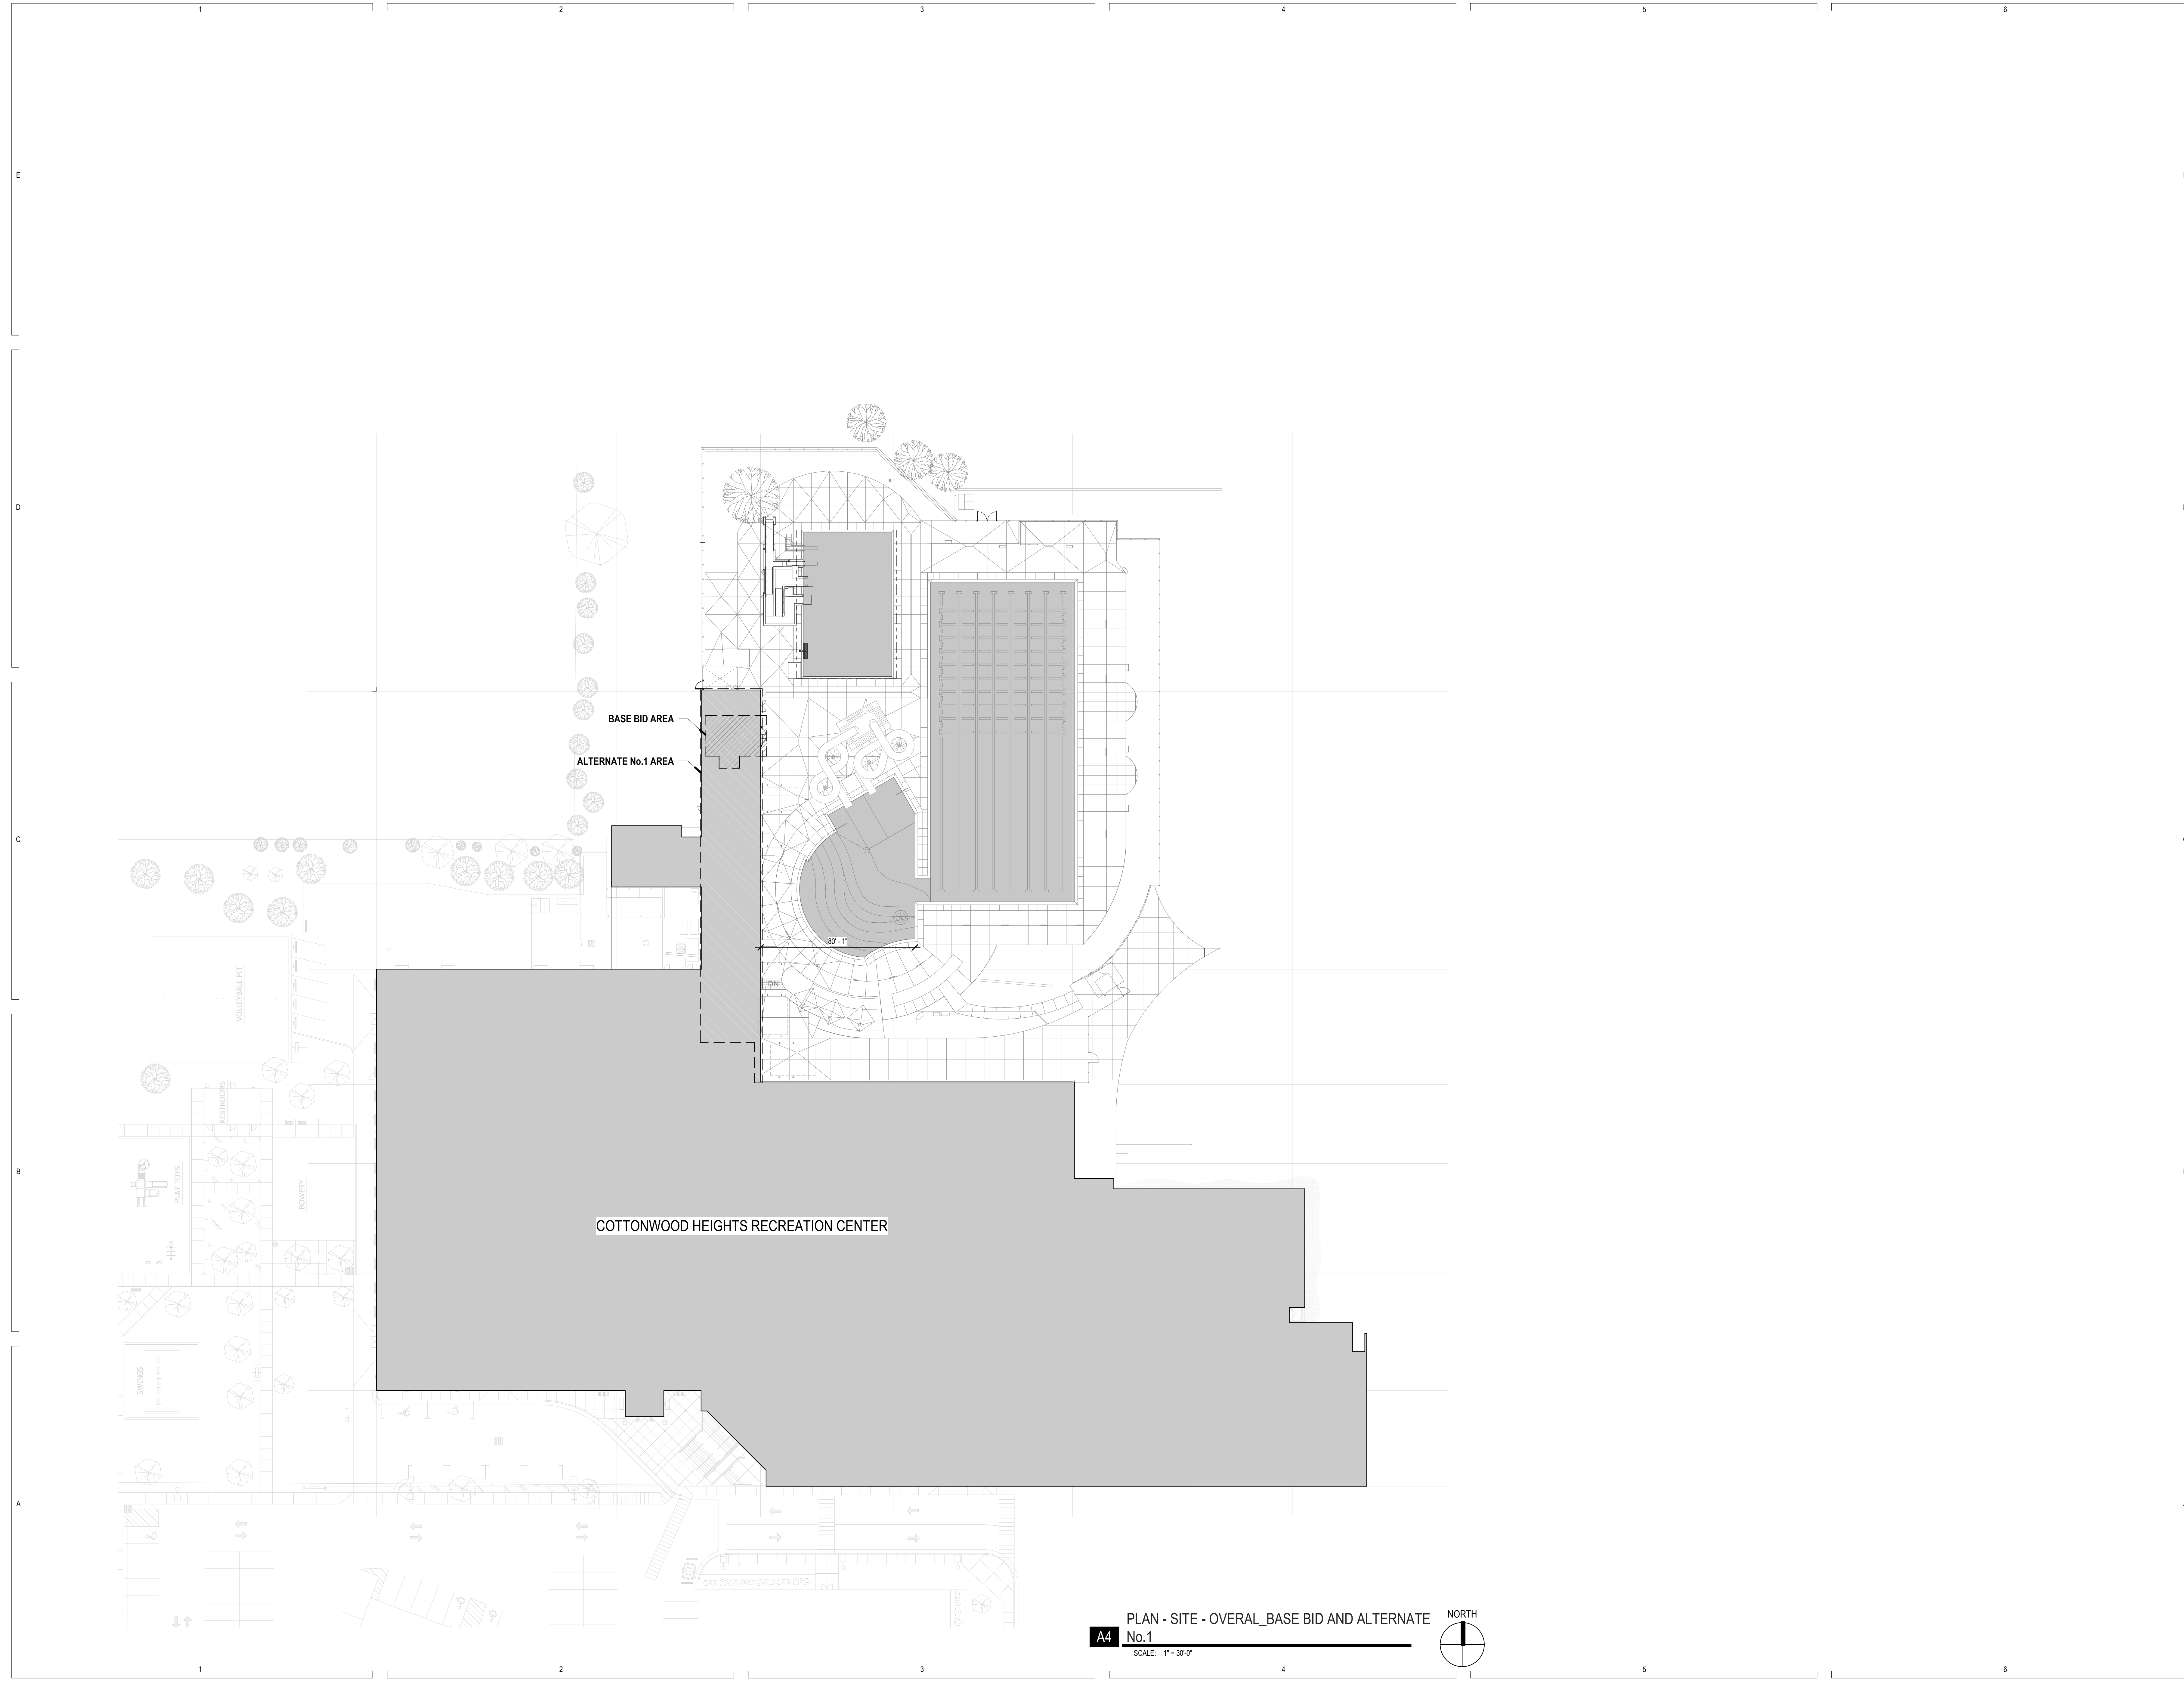 1 2 3 4 5 6
E
D
BASE BID AREA
ALTERNATE No.1 AREA
C
80' - 1"
VOLLEYBALL PIT
DN
RESTROOMS
B
PLAY TOYS
BOWERY
COTTONWOOD HEIGHTS RECREATION CENTER
SWINGS
A
PLAN - SITE - OVERAL_BASE BID AND ALTERNATE
A4 No.1
SCALE: 1" = 30'-0"
NORTH
1 2 3 4 5 6